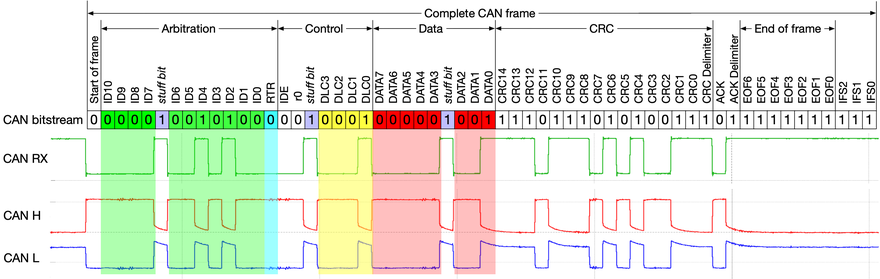 Complete CAN frame
Arbitration Control Data CRC End of frame
Start of frame
ID10
ID9
ID8
ID7
stuff bit
ID6
ID5
ID4
ID3
ID2
ID1
ID0
RTR
IDE
r0
stuff bit
DLC3
DLC2
DLC1
DLC0
DATA7
DATA6
DATA5
DATA4
DATA3
stuff bit
DATA2
DATA1
DATA0
CRC14
CRC13
CRC12
CRC11
CRC10
CRC9
CRC8
CRC7
CRC6
CRC5
CRC4
CRC3
CRC2
CRC1
CRC0
CRC Delimiter
ACK
ACK Delimiter
EOF6
EOF5
EOF4
EOF3
EOF2
EOF1
EOF0
IFS2
IFS1
IFS0
CAN bitstream 0 0 0 0 0 1 0 0 1 0 1 0 0 0 0 0 1 0 0 0 1 0 0 0 0 0 1 0 0 1 1 1 1 0 1 1 1 0 1 0 1 0 0 1 1 1 0 1 1 1 1 1 1 1 1 1 1 1
CAN RX
CAN H
CAN L